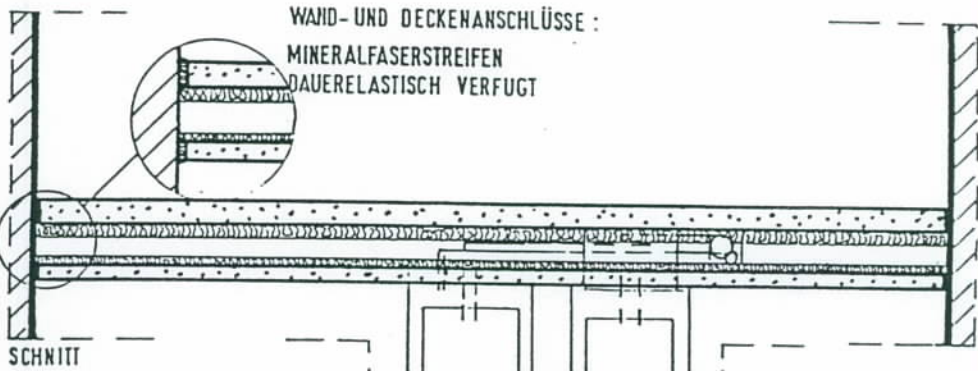 WAND-UND DECKENANSCHLÜSSE:
MINERALFASERSTREIFEN
DAUERELASTISCH VERFUGT
SCHNITT